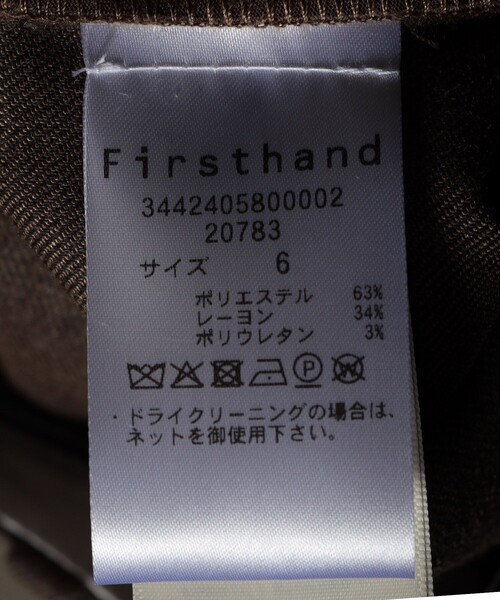 Firsthand
3442405800002
20783
サイズ 6
ポリエステル 63%
レーヨン 34%
ポリウレタン 3%
P W
・ドライクリーニングの場合は、
ネットを御使用下さい。